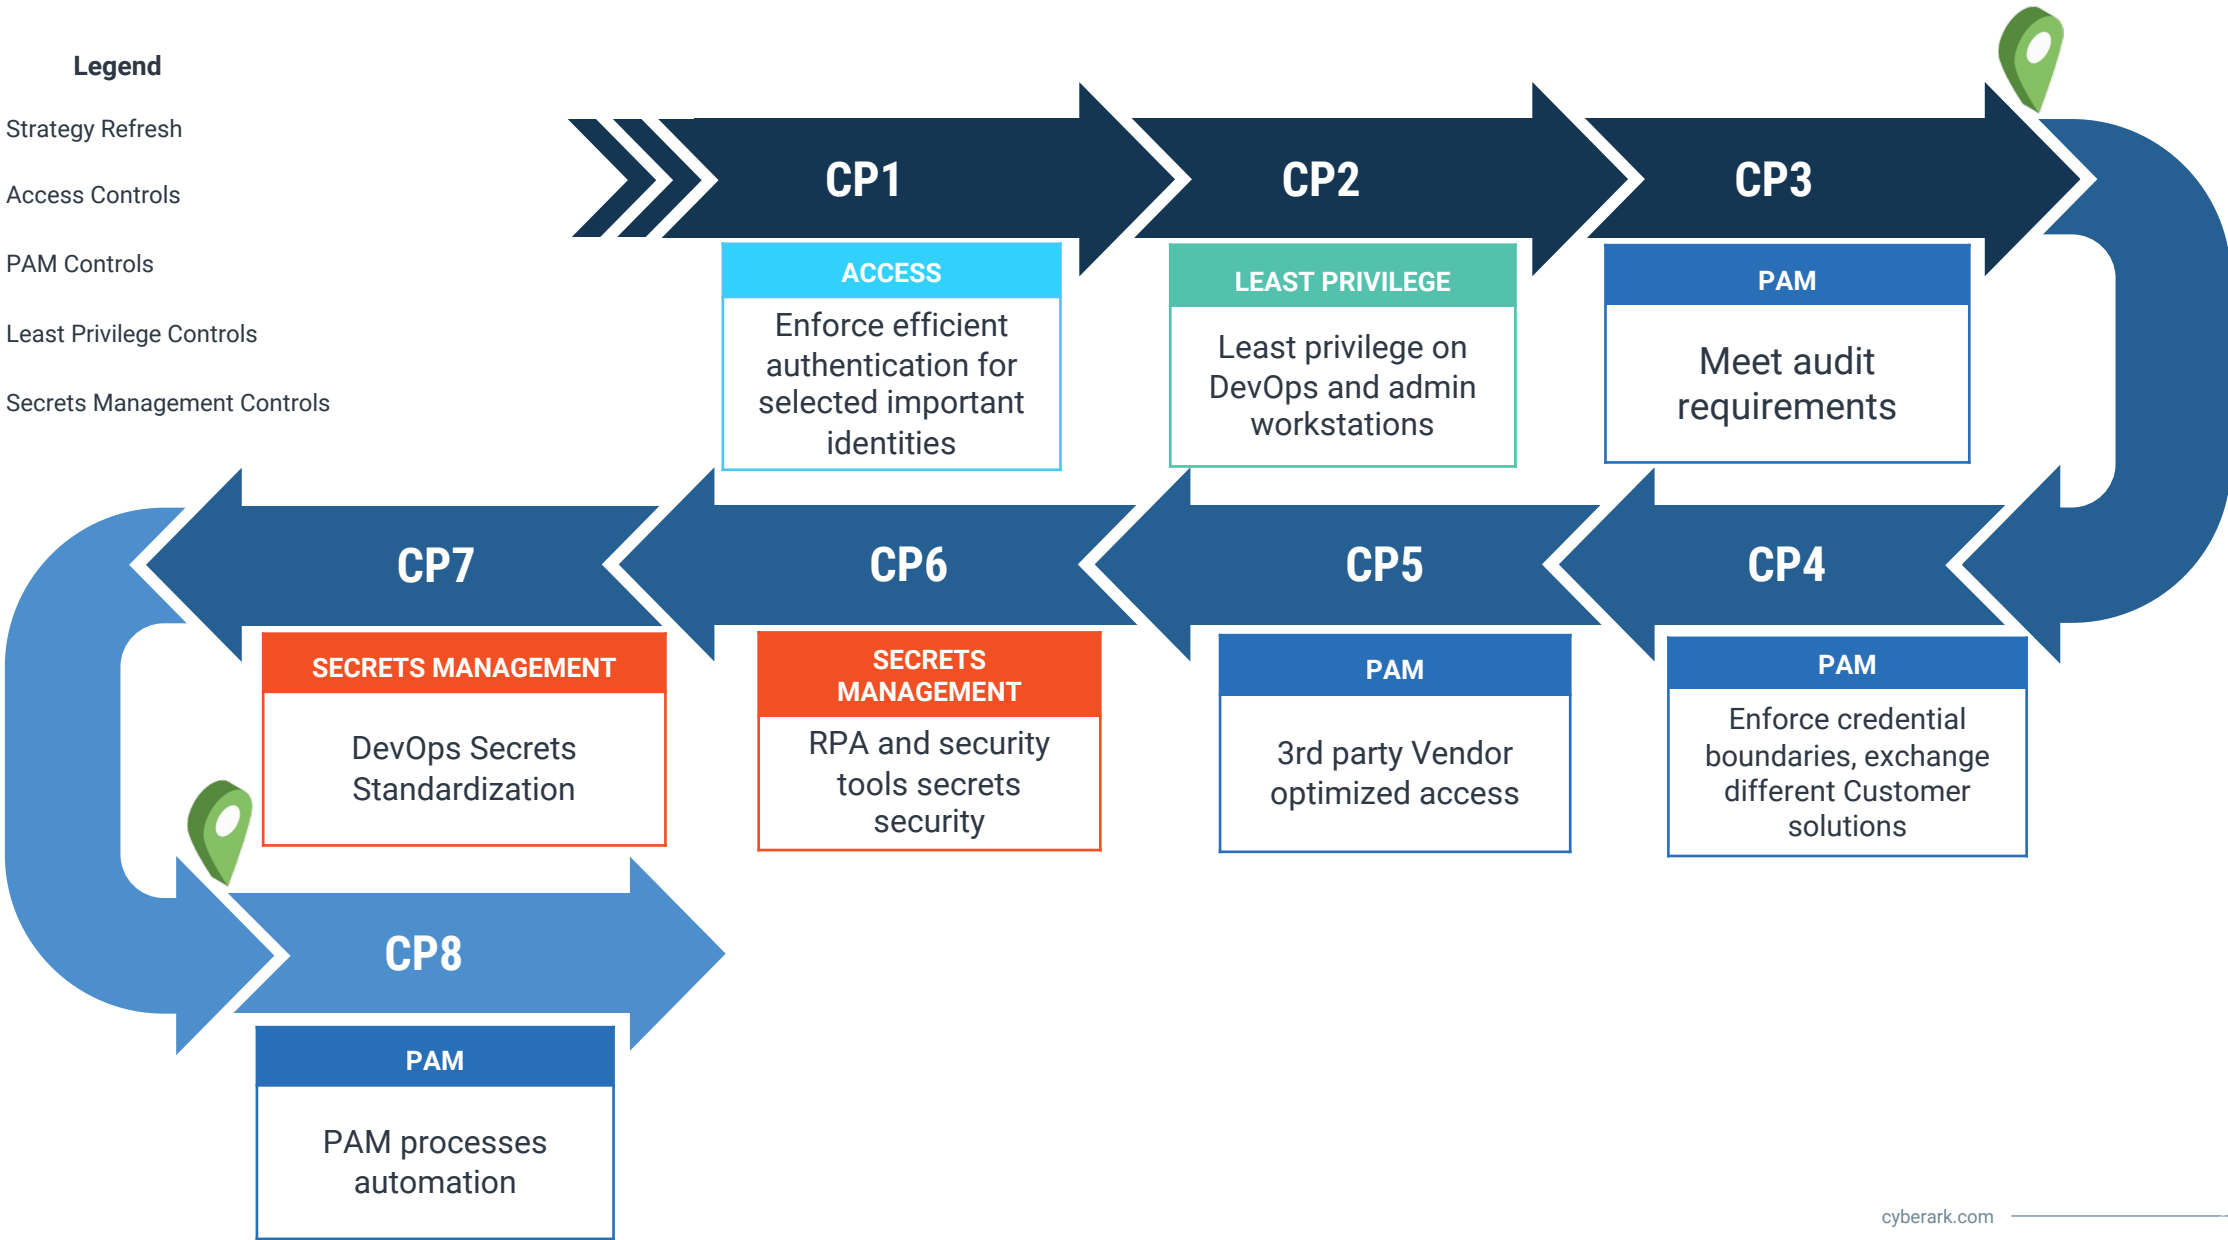 Legend
Strategy Refresh
Access Controls
PAM Controls
Least Privilege Controls
Secrets Management Controls
CP1
CP2
CP3
ACCESS
Enforce efficient
authentication for
selected important
identities
LEAST PRIVILEGE
Least privilege on
DevOps and admin
workstations
PAM
Meet audit
requirements
CP7
CP6
CP5
CP4
SECRETS MANAGEMENT
DevOps Secrets
Standardization
SECRETS
MANAGEMENT
RPA and security
tools secrets
security
PAM
3rd party Vendor
optimized access
PAM
Enforce credential
boundaries, exchange
different Customer
solutions
CP8
PAM
PAM processes
automation
cyberark.com